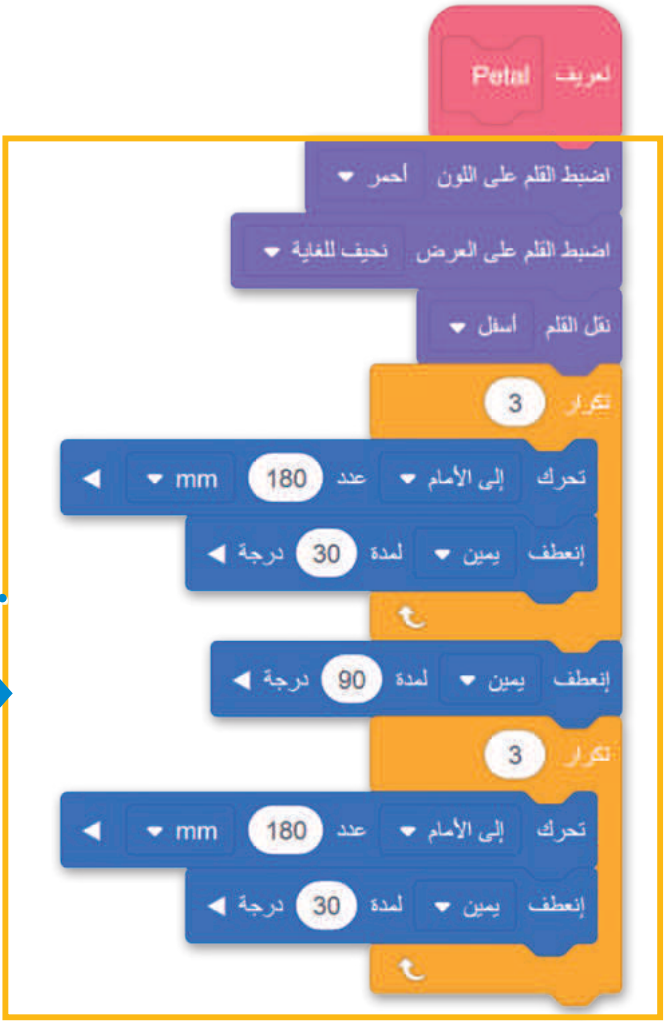 تعريف Petal
اضبط القلم على اللون أحمر
اضبط القلم على العرض نحيف للغاية
نقل القلم أسفل
تكرار 3
تحرك إلى الأمام عدد 180 mm
إنعطف يمين لمدة 30 درجة
إنعطف يمين لمدة 90 درجة
تكرار 3
تحرك إلى الأمام عدد 180 mm
إنعطف يمين لمدة 30 درجة